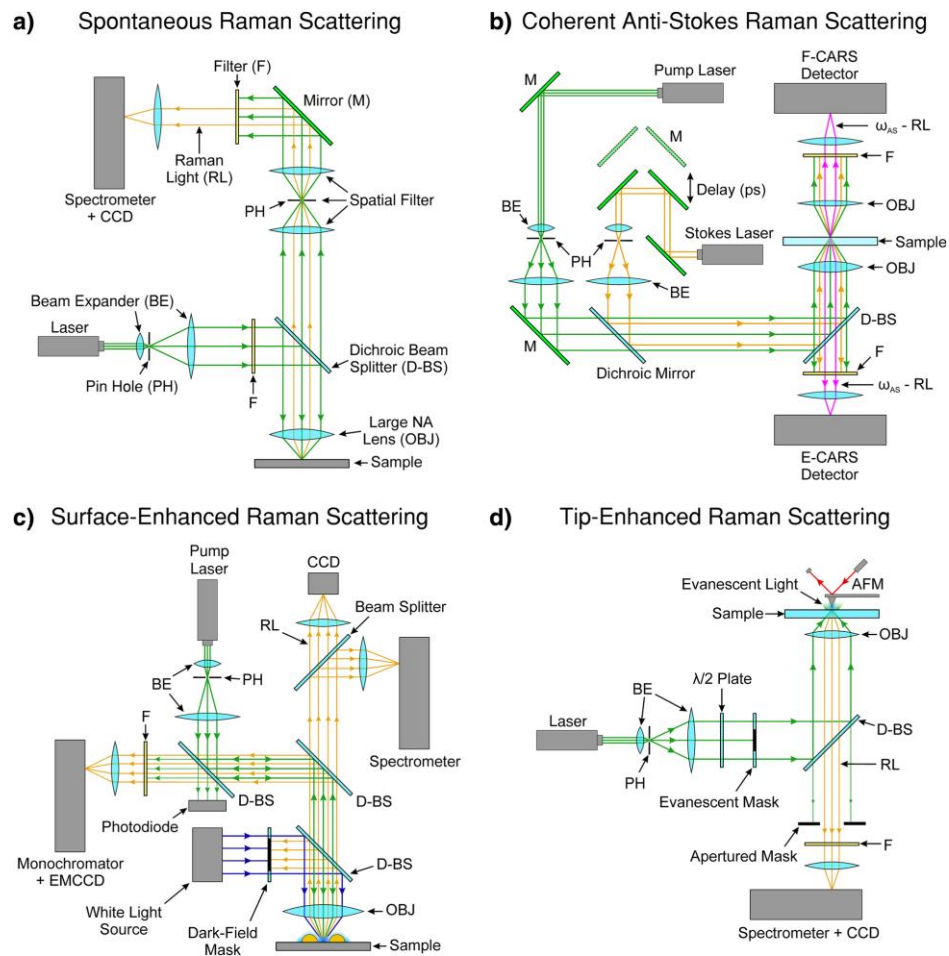 a) Spontaneous Raman Scattering
Filter (F)
Mirror (M)
Raman
Light (RL)
Spectrometer
+ CCD
PH
Spatial Filter
Beam Expander (BE)
Laser
Pin Hole (PH)
F
Dichroic Beam
Splitter (D-BS)
Large NA
Lens (OBJ)
Sample
b) Coherent Anti-Stokes Raman Scattering
M
Pump Laser
F-CARS
Detector
ωAS - RL
F
M
Delay (ps)
BE
PH
Stokes Laser
OBJ
Sample
OBJ
BE
D-BS
M
Dichroic Mirror
F
ωAS - RL
E-CARS
Detector
c) Surface-Enhanced Raman Scattering
Pump
Laser
CCD
Beam Splitter
RL
BE
PH
F
Spectrometer
D-BS
D-BS
Photodiode
Monochromator
+ EMCCD
D-BS
White Light
Source
Dark-Field
Mask
OBJ
Sample
d) Tip-Enhanced Raman Scattering
Evanescent Light
AFM
Sample
OBJ
λ/2 Plate
BE
Laser
D-BS
PH
RL
Evanescent Mask
Apertured Mask
F
Spectrometer + CCD